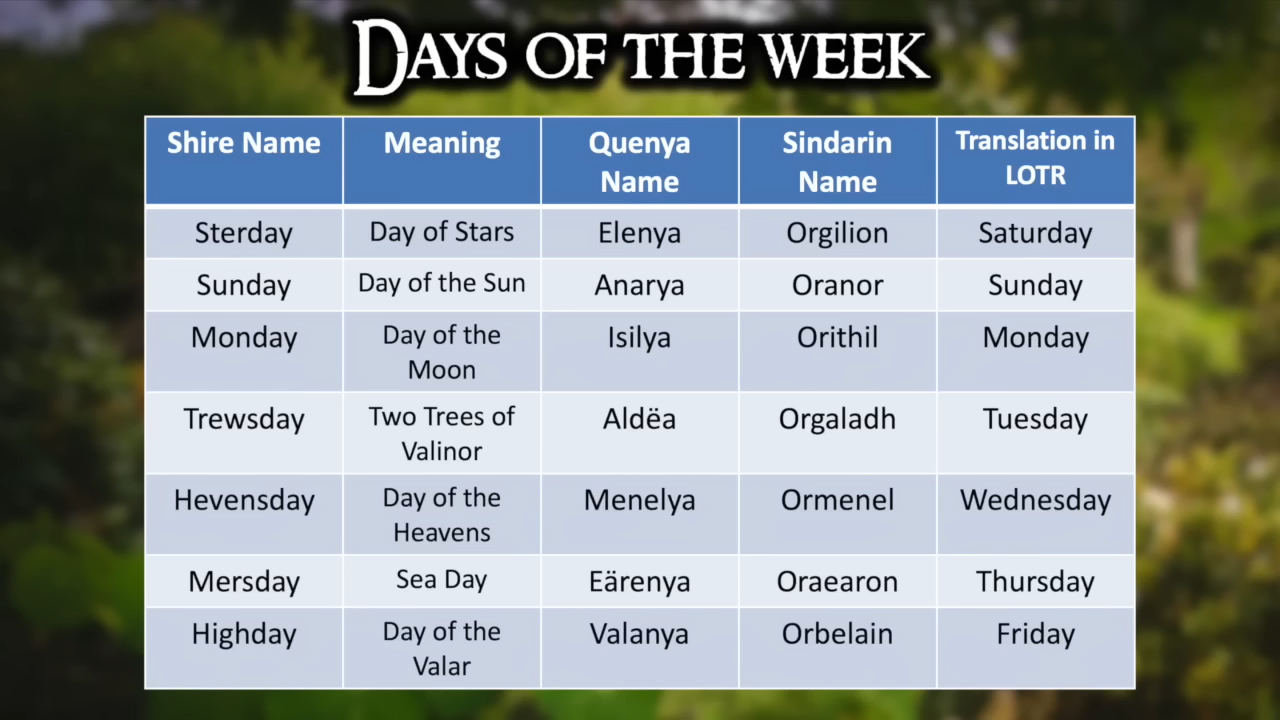 DAYS OF THE WEEK
Shire Name Meaning Quenya Name Sindarin Name Translation in LOTR
Sterday Day of Stars Elenya Orgilion Saturday
Sunday Day of the Sun Anarya Oranor Sunday
Monday Day of the Moon Isilya Orithil Monday
Trewsday Two Trees of Valinor Aldëa Orgaladh Tuesday
Hevensday Day of the Heavens Menelya Ormenel Wednesday
Mersday Sea Day Eärenya Oraearon Thursday
Highday Day of the Valar Valanya Orbelain Friday